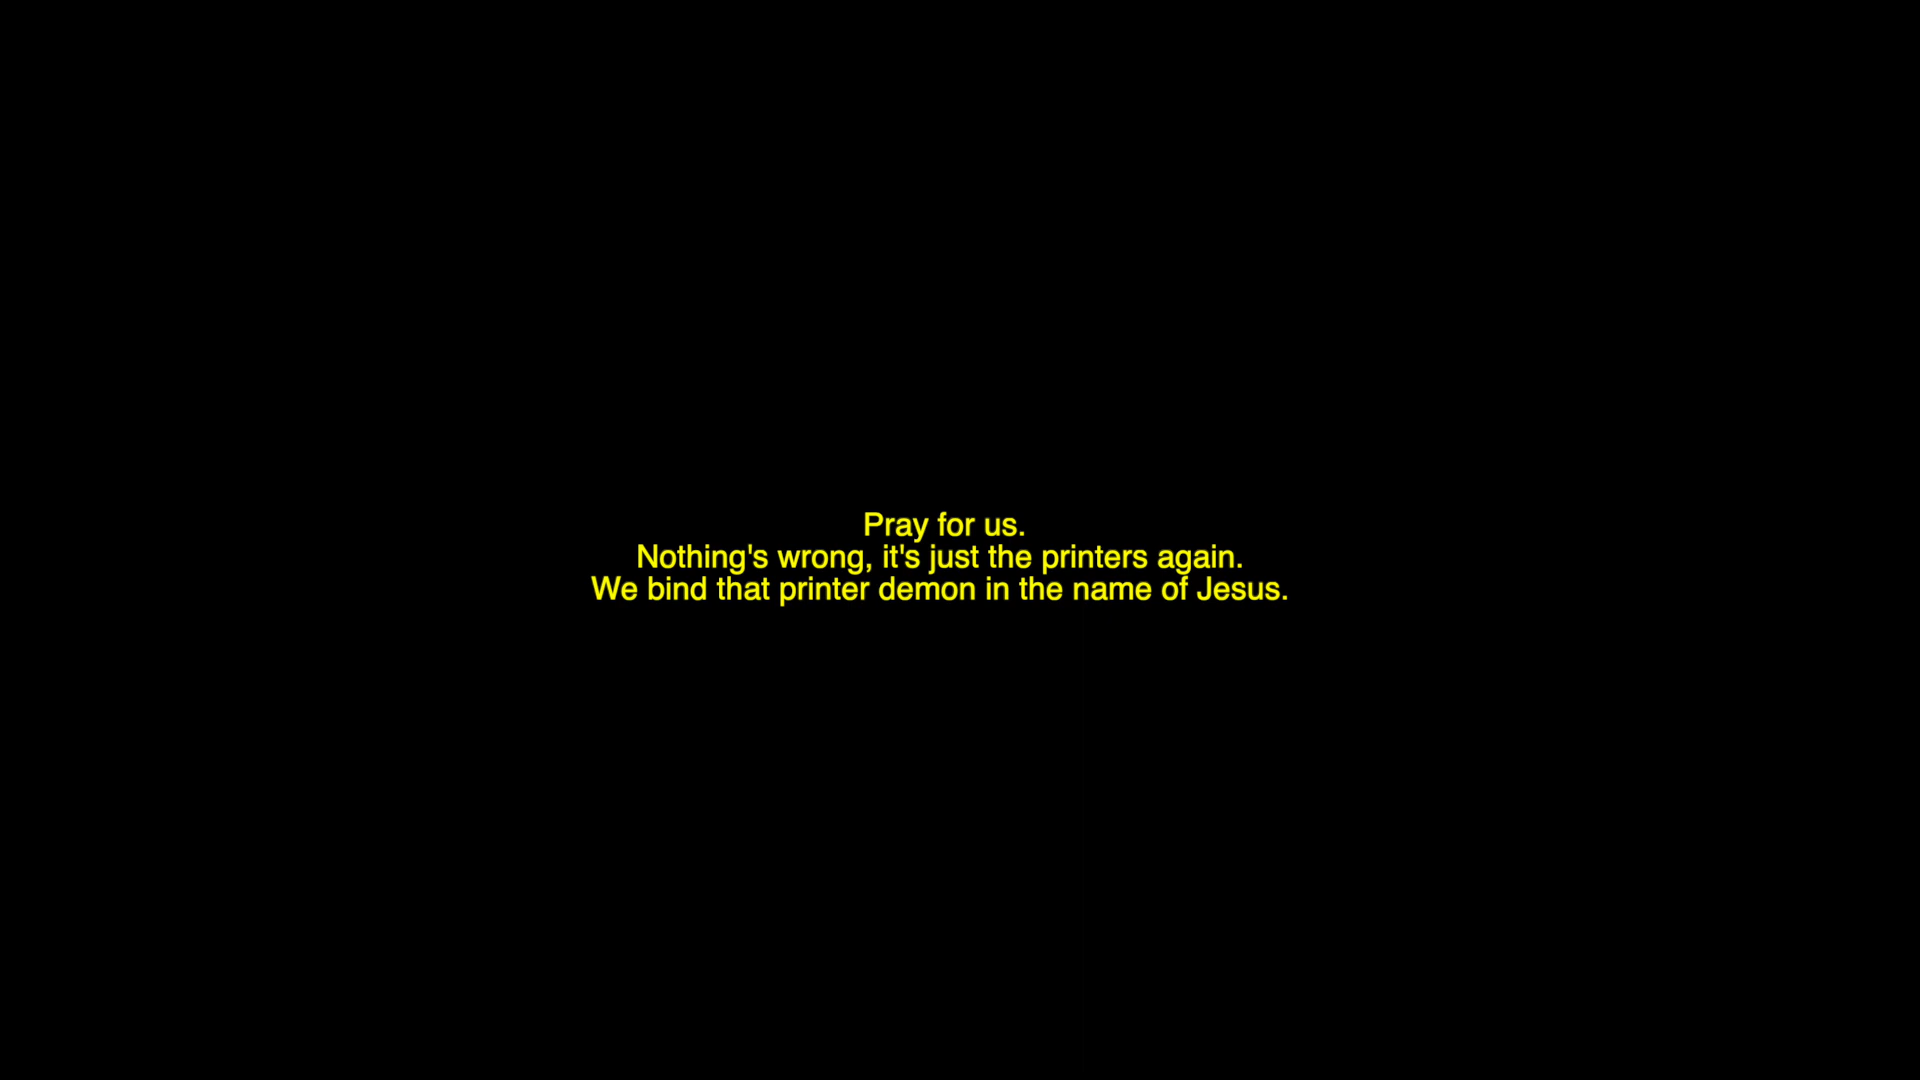 Pray for us.
Nothing's wrong, it's just the printers again.
We bind that printer demon in the name of Jesus.